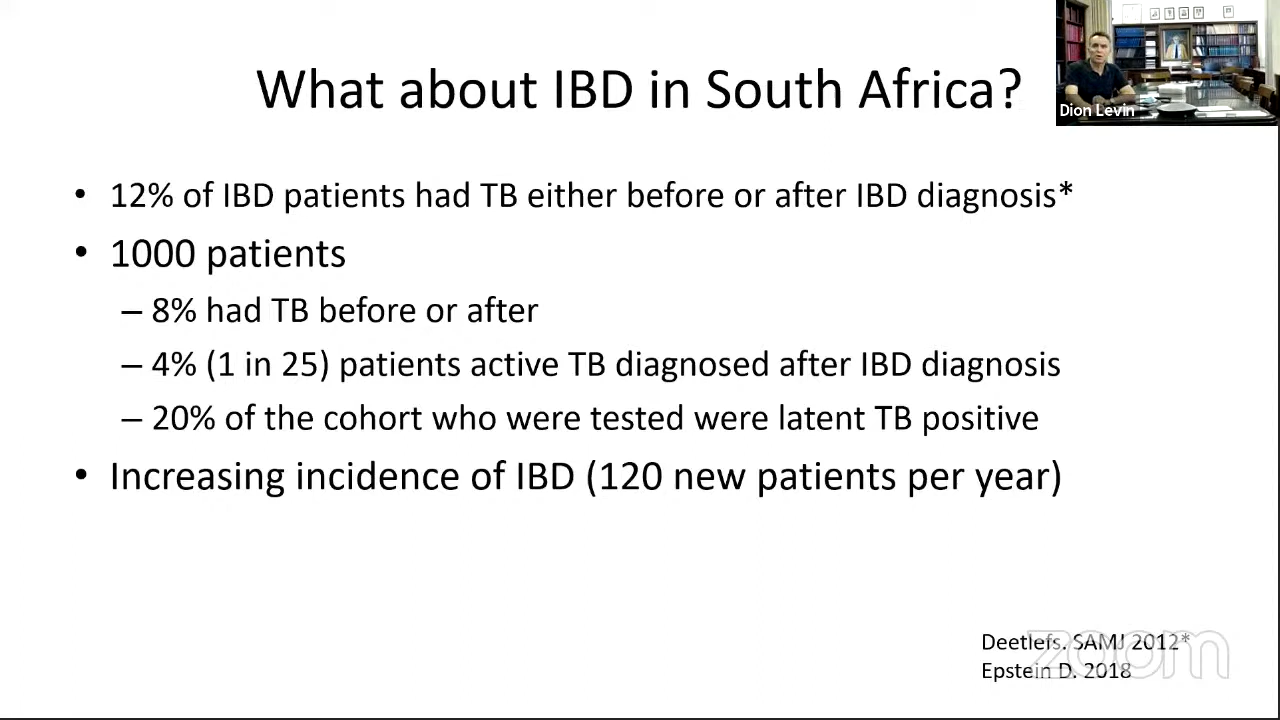 What about IBD in South Africa?
Dion Levin
• 12% of IBD patients had TB either before or after IBD diagnosis*
• 1000 patients
– 8% had TB before or after
– 4% (1 in 25) patients active TB diagnosed after IBD diagnosis
– 20% of the cohort who were tested were latent TB positive
• Increasing incidence of IBD (120 new patients per year)
Deetlefs. SAMJ 2012*
Epstein D. 2018
zoom